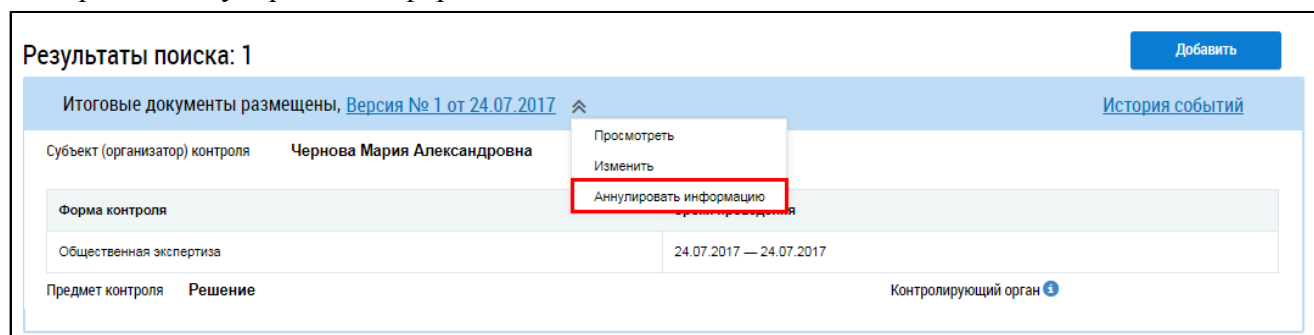 Результаты поиска: 1
Добавить
Итоговые документы размещены, Версия № 1 от 24.07.2017
История событий
Просмотреть
Субъект (организатор) контроля Чернова Мария Александровна
Изменить
Аннулировать информацию
Форма контроля
Общественная экспертиза 24.07.2017 — 24.07.2017
Предмет контроля Решение
Контролирующий орган